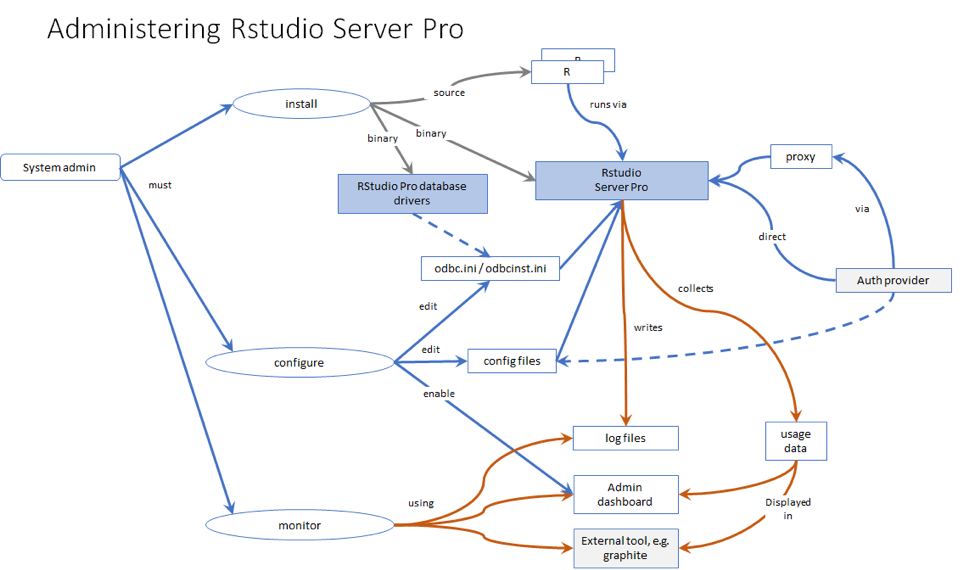 Administering Rstudio Server Pro
R
R
source
install
runs via
binary
binary
System admin
must
proxy
Rstudio
Server Pro
RStudio Pro database
drivers
via
direct
odbc.ini / odbcinst.ini
Auth provider
collects
edit
writes
edit
configure
config files
enable
log files
usage
data
Admin
dashboard
using
Displayed
in
monitor
External tool, e.g.
graphite